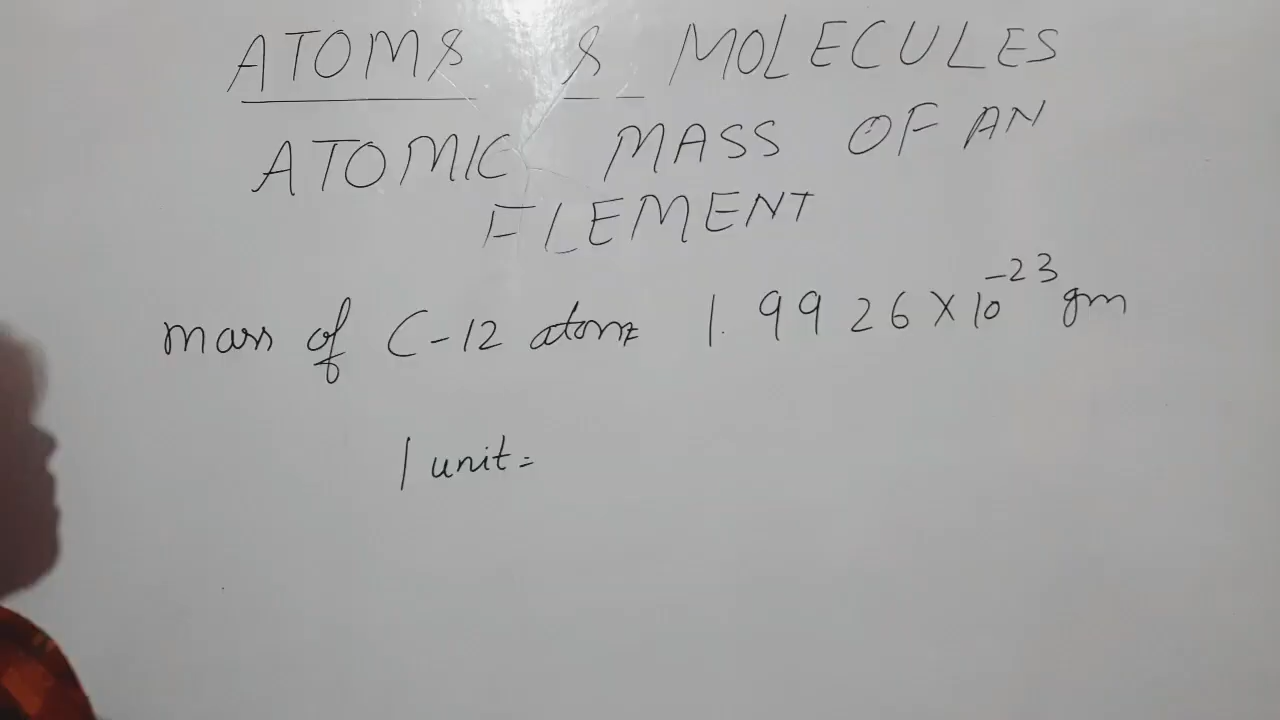 ATOMS & MOLECULES
ATOMIC MASS OF AN
ELEMENT
mass of C-12 atom = 1.9926 X 10⁻²³ gm
1 unit =